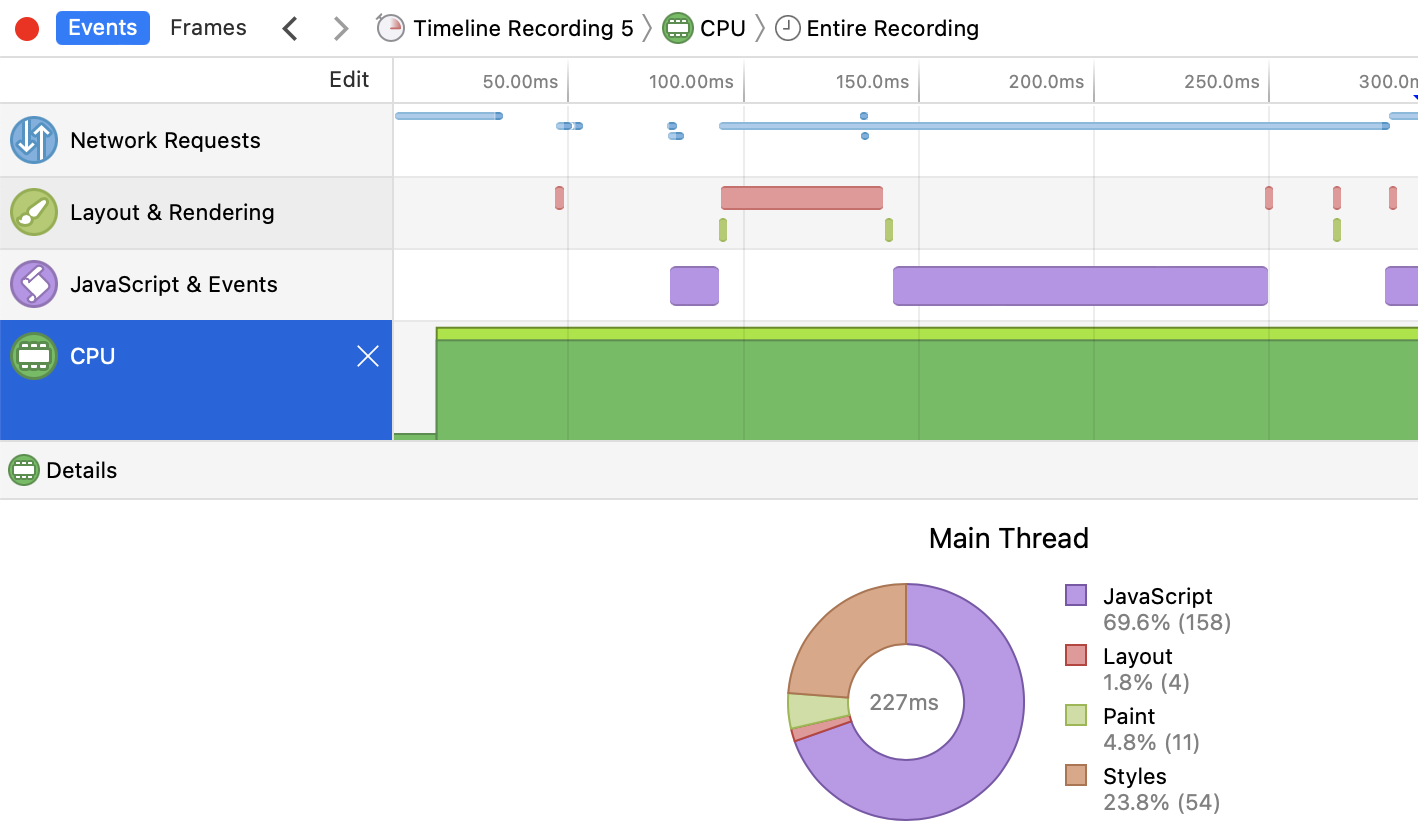 Events Frames Timeline Recording 5 CPU Entire Recording
Edit 50.00ms 100.00ms 150.0ms 200.0ms 250.0ms 300.0m
Network Requests
Layout & Rendering
JavaScript & Events
CPU
Details
Main Thread
JavaScript
69.6% (158)
Layout
1.8% (4)
227ms
Paint
4.8% (11)
Styles
23.8% (54)